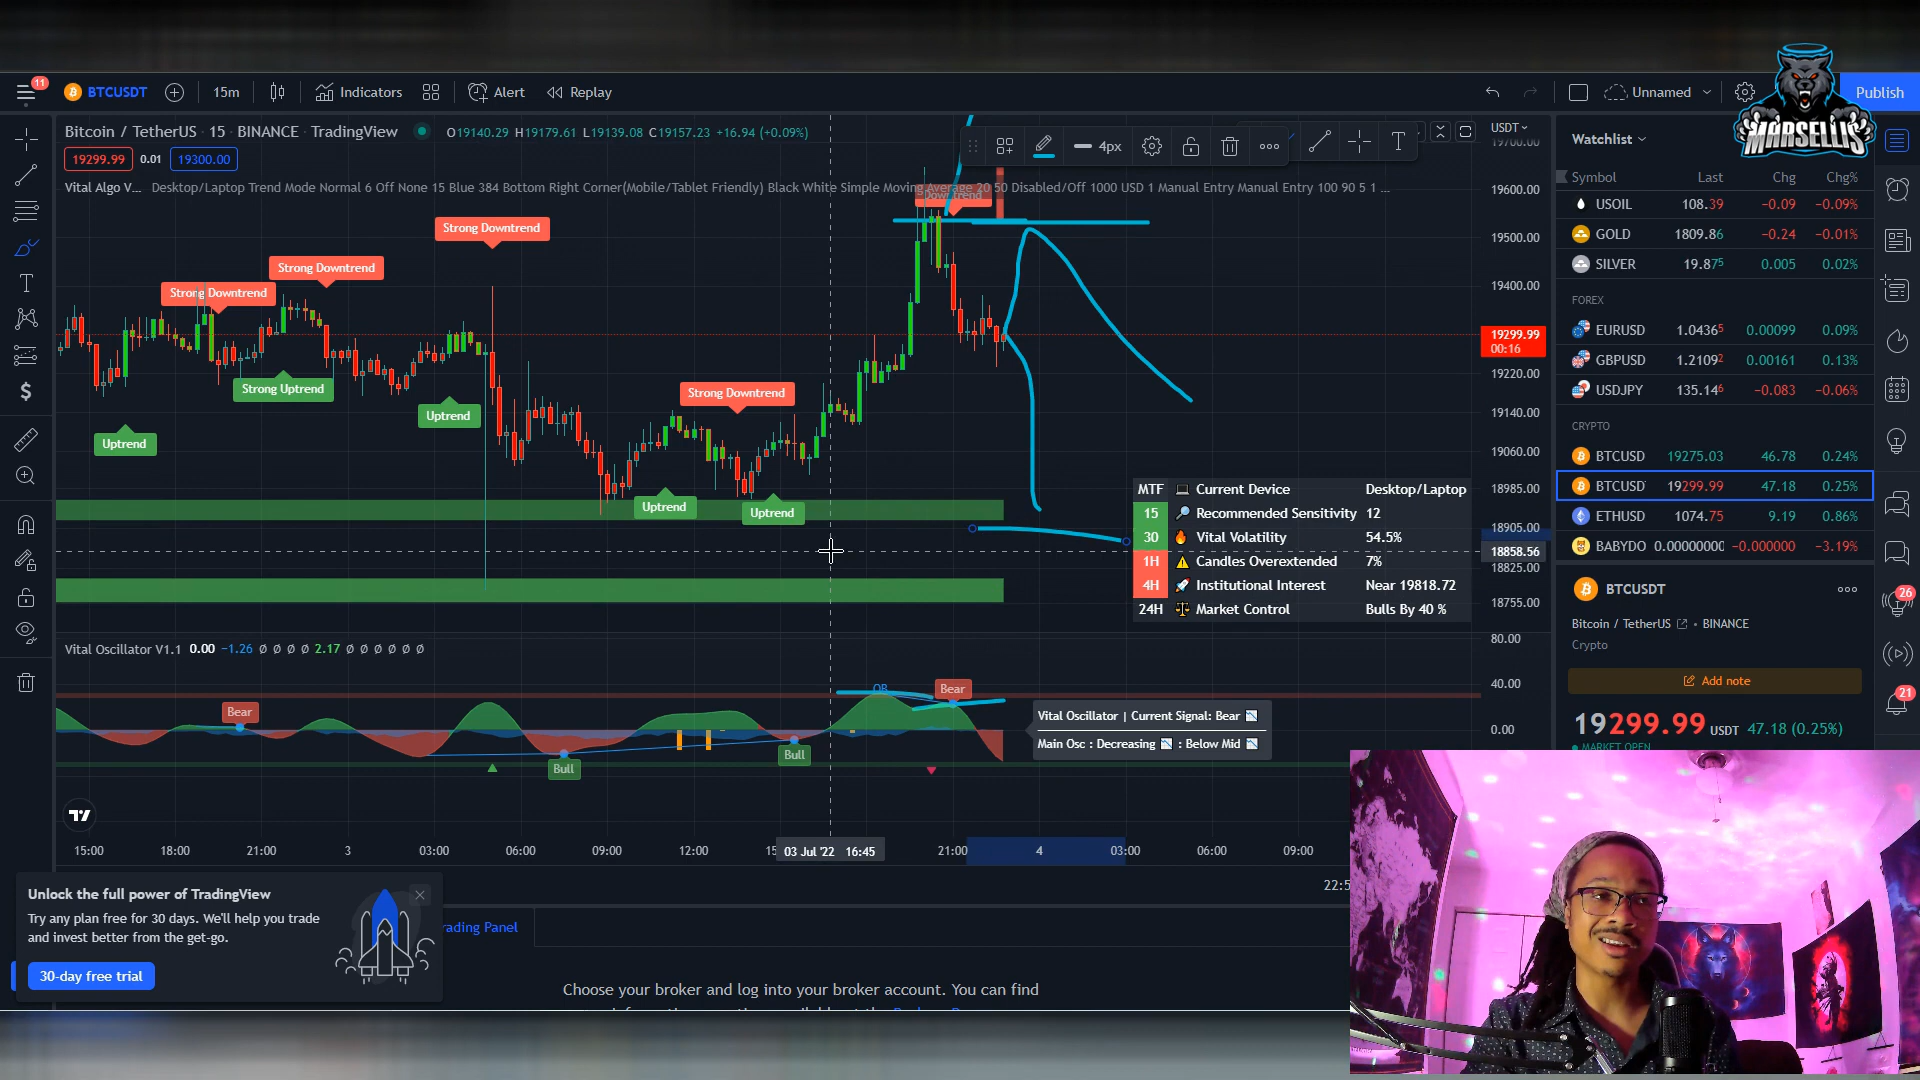 11
BTCUSDT
15m
Indicators
Alert
Replay
Unnamed
Publish
MARSELLIS
Bitcoin / TetherUS · 15 · BINANCE · TradingView
O19140.29 H19179.61 L19139.08 C19157.23 +16.94 (+0.09%)
19299.99 0.01 19300.00
4px
T
USDT
Vital Algo V... Desktop/Laptop Trend Mode Normal 6 Off None 15 Blue 384 Bottom Right Corner(Mobile/Tablet Friendly) Black White Simple Moving Average 20 50 Disabled/Off 1000 USD 1 Manual Entry Manual Entry 100 90 5 1 ...
Downtrend
Strong Downtrend
Strong Downtrend
Strong Downtrend
Strong Downtrend
Strong Uptrend
Uptrend
Uptrend
Uptrend
Uptrend
19700.00
19600.00
19500.00
19400.00
19299.99
00:16
19220.00
19140.00
19060.00
18985.00
18905.00
18858.56
18825.00
18755.00
80.00
40.00
0.00
MTF Current Device Desktop/Laptop
15 Recommended Sensitivity 12
30 Vital Volatility 54.5%
1H Candles Overextended 7%
4H Institutional Interest Near 19818.72
24H Market Control Bulls By 40 %
Vital Oscillator V1.1 0.00 −1.26 ∅ ∅ ∅ ∅ 2.17 ∅ ∅ ∅ ∅ ∅ ∅
Bear
Bull
Bull
OB
Bear
Vital Oscillator | Current Signal: Bear
Main Osc : Decreasing : Below Mid
15:00 18:00 21:00 3 03:00 06:00 09:00 12:00 15 03 Jul '22 16:45 21:00 4 03:00 06:00 09:00
22:5
Unlock the full power of TradingView
Try any plan free for 30 days. We'll help you trade
and invest better from the get-go.
30-day free trial
rading Panel
Choose your broker and log into your broker account. You can find
Watchlist
Symbol Last Chg Chg%
USOIL 108.39 −0.09 −0.09%
GOLD 1809.86 −0.24 −0.01%
SILVER 19.875 0.005 0.02%
FOREX
EURUSD 1.04365 0.00099 0.09%
GBPUSD 1.21092 0.00161 0.13%
USDJPY 135.146 −0.083 −0.06%
CRYPTO
BTCUSD 19275.03 46.78 0.24%
BTCUSD 19299.99 47.18 0.25%
ETHUSD 1074.75 9.19 0.86%
BABYDO 0.00000000 −0.000000 −3.19%
BTCUSDT
Bitcoin / TetherUS • BINANCE
Crypto
Add note
19299.99 USDT 47.18 (0.25%)
MARKET OPEN
26
21